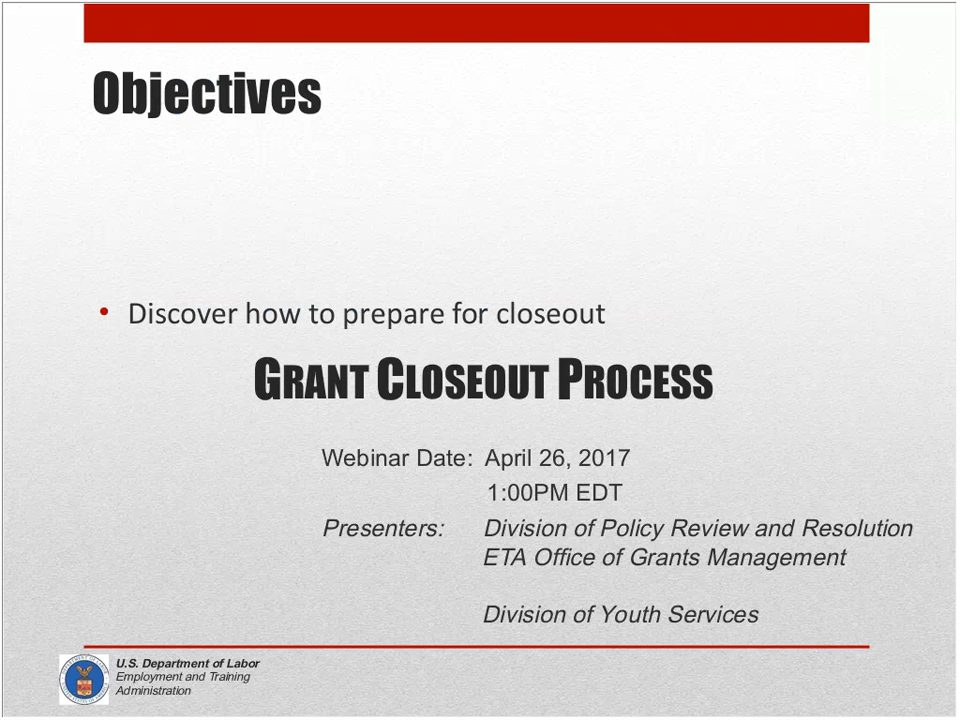 Objectives
• Discover how to prepare for closeout
GRANT CLOSEOUT PROCESS
Webinar Date: April 26, 2017
1:00PM EDT
Presenters: Division of Policy Review and Resolution
ETA Office of Grants Management
Division of Youth Services
U.S. Department of Labor
Employment and Training
Administration